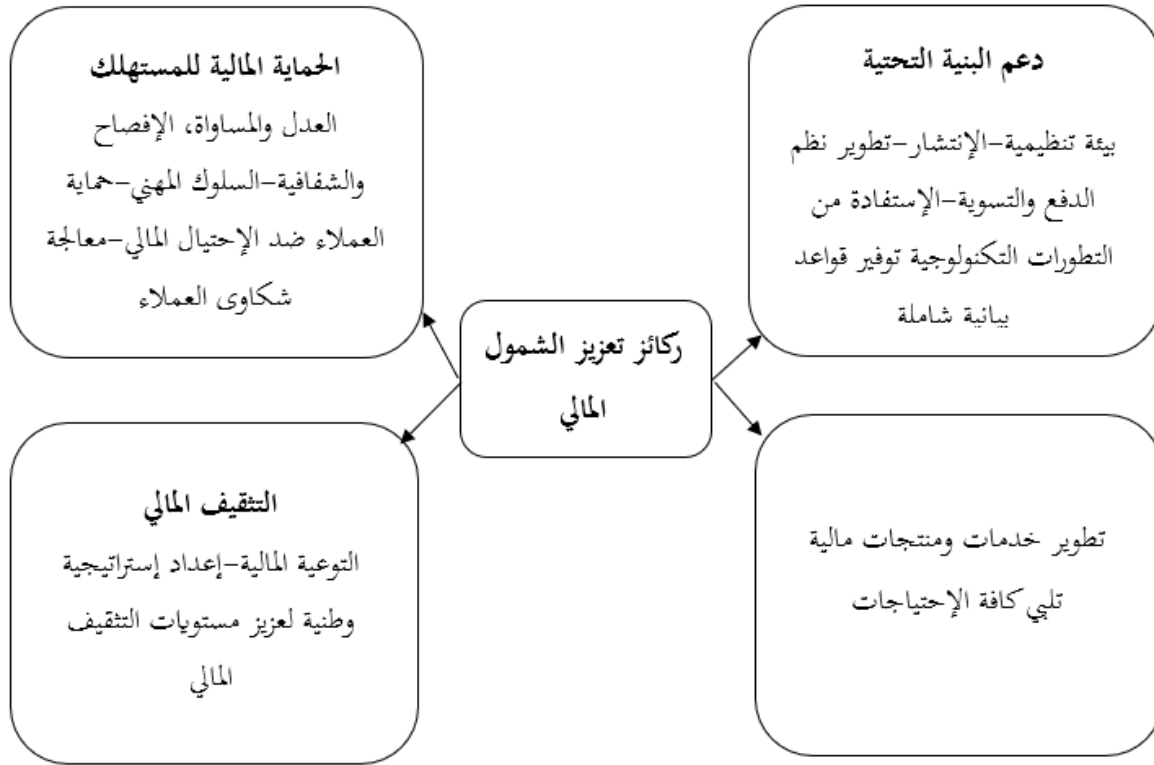 دعم البنية التحتية
بيئة تنظيمية–الإنتشار–تطوير نظم
الدفع والتسوية–الإستفادة من
التطورات التكنولوجية توفير قواعد
بيانية شاملة
الحماية المالية للمستهلك
العدل والمساواة، الإفصاح
والشفافية–السلوك المهني–حماية
العملاء ضد الإحتيال المالي–معالجة
شكاوى العملاء
ركائز تعزيز الشمول
المالي
تطوير خدمات ومنتجات مالية
تلبي كافة الإحتياجات
التثقيف المالي
التوعية المالية–إعداد إستراتيجية
وطنية لعزيز مستويات التثقيف
المالي